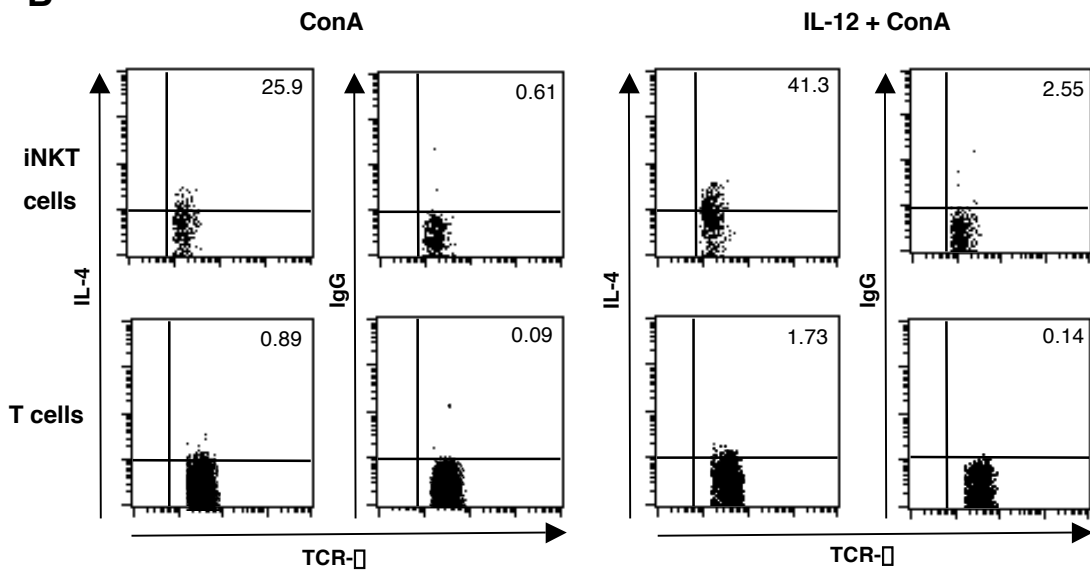 B
ConA
IL-12 + ConA
25.9
0.61
41.3
2.55
iNKT
cells
IL-4
IgG
IL-4
IgG
0.89
0.09
1.73
0.14
T cells
TCR-▯
TCR-▯